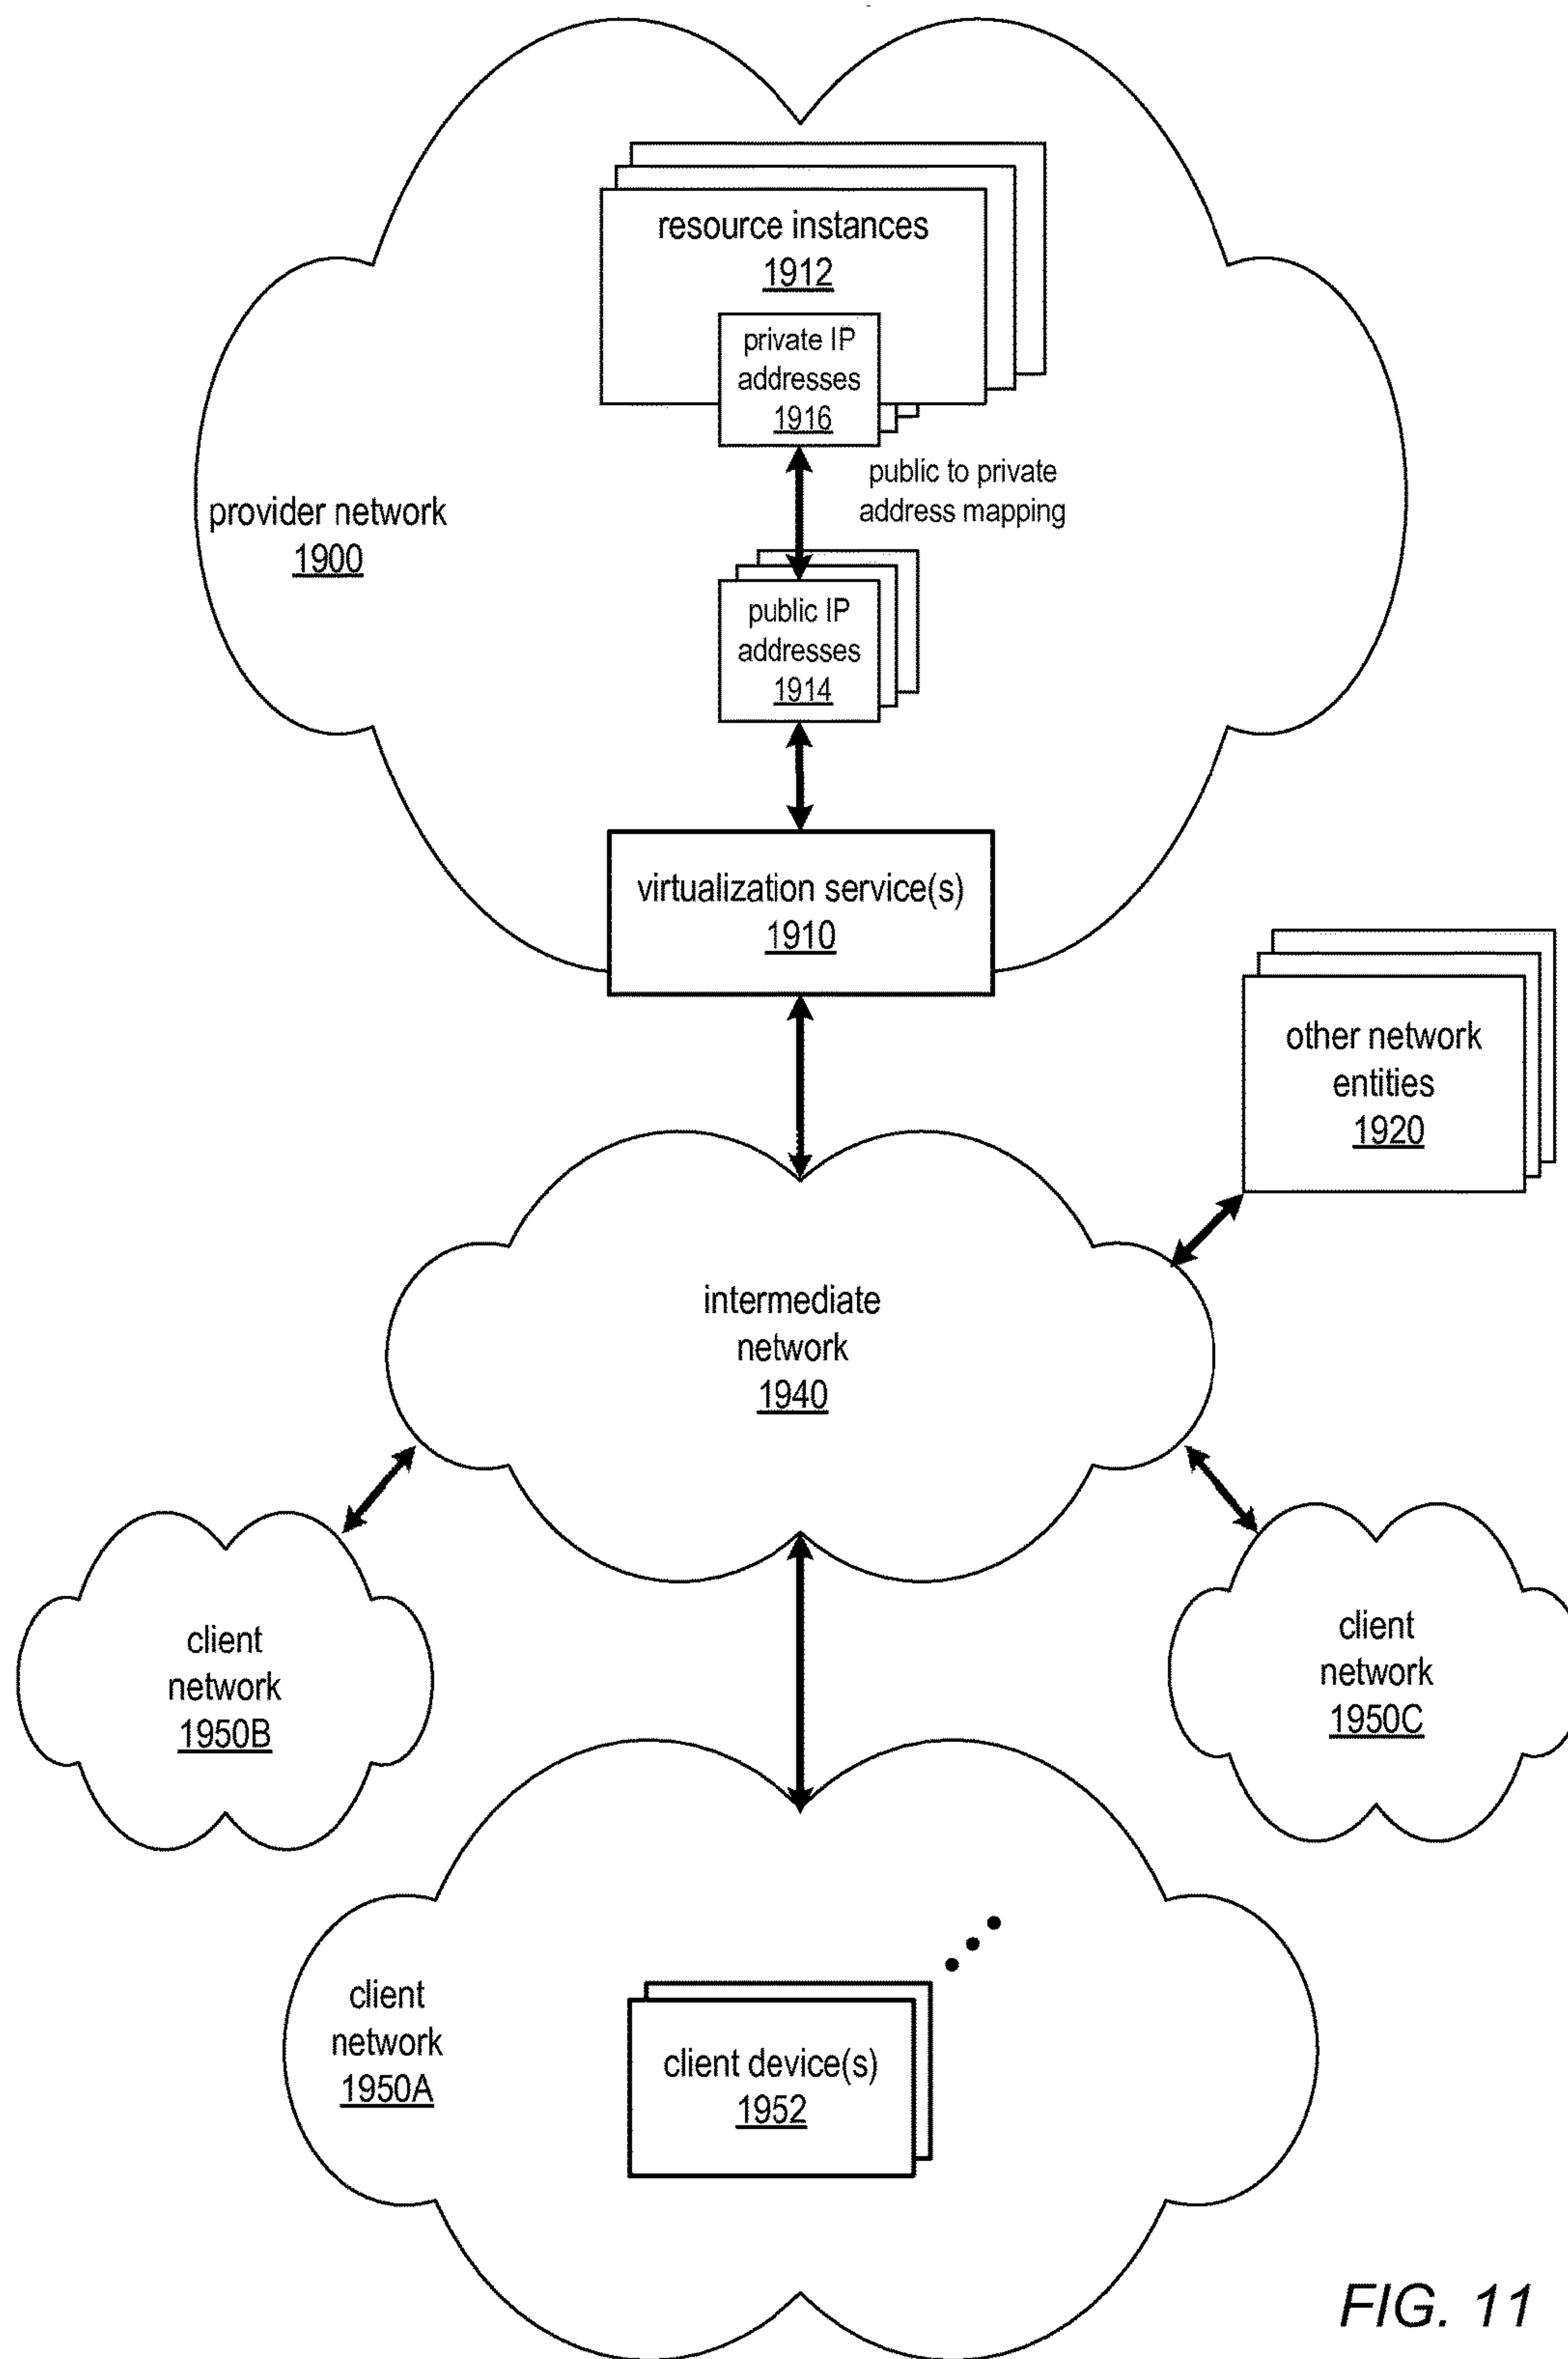 resource instances
1912
private IP
addresses
1916
public to private
address mapping
provider network
1900
public IP
addresses
1914
virtualization service(s)
1910
other network
entities
1920
intermediate
network
1940
client
network
1950B
client
network
1950C
client
network
1950A
client device(s)
1952
FIG. 11